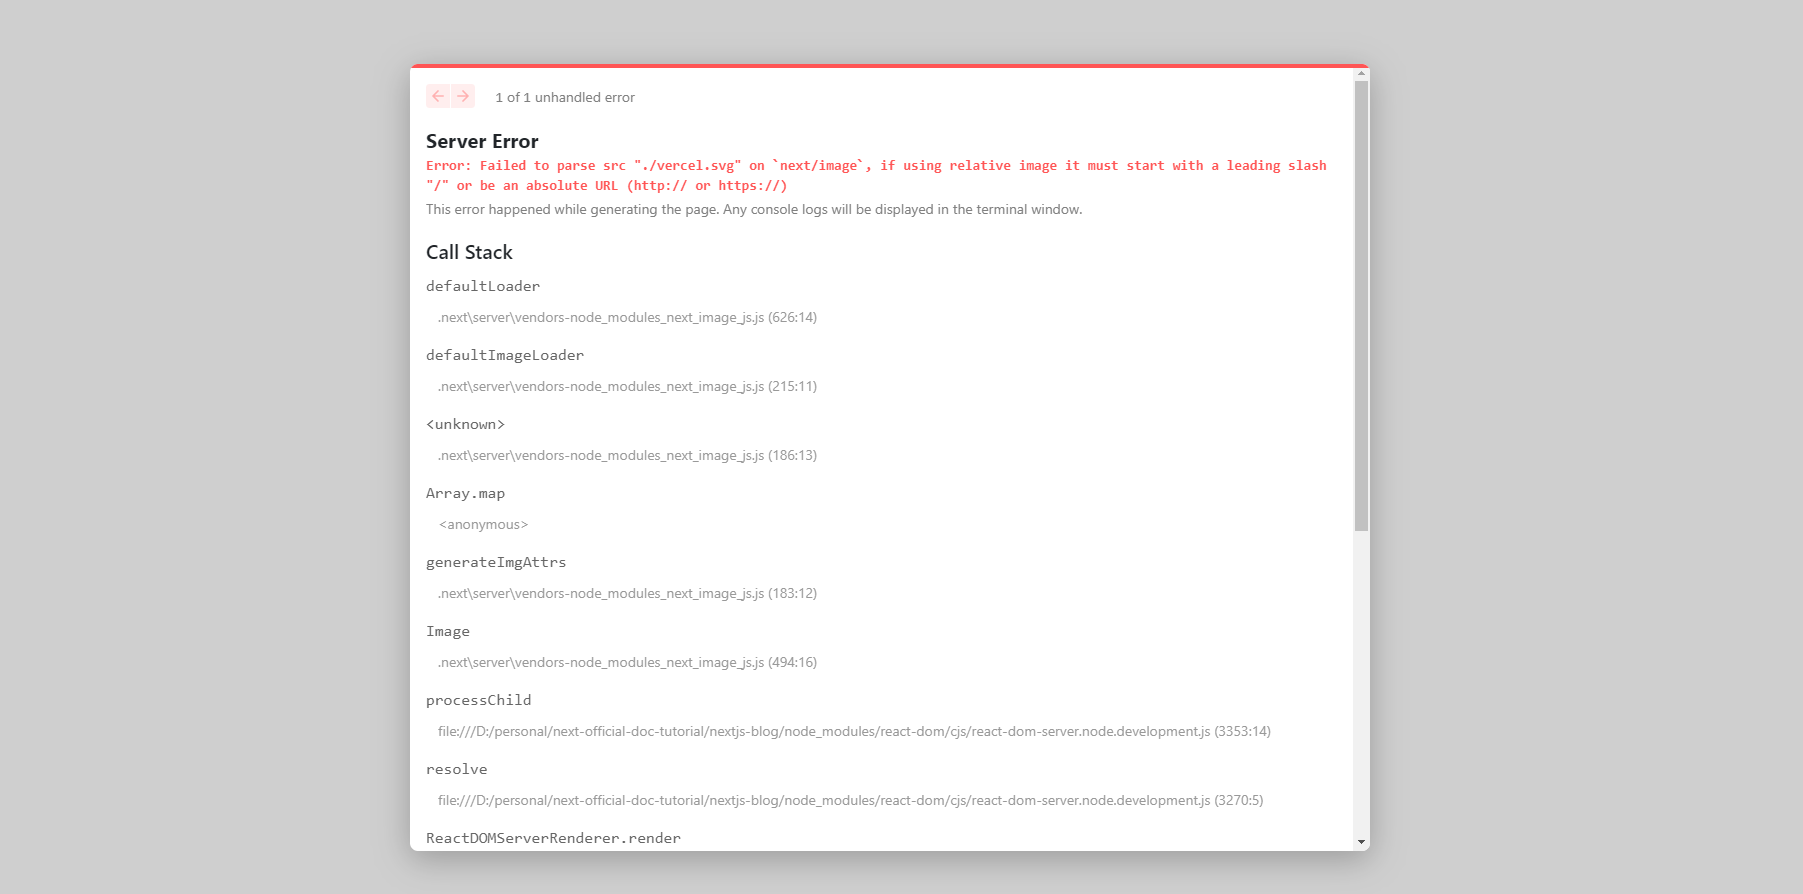 1 of 1 unhandled error
Server Error
Error: Failed to parse src "./vercel.svg" on `next/image`, if using relative image it must start with a leading slash
"/" or be an absolute URL (http:// or https://)
This error happened while generating the page. Any console logs will be displayed in the terminal window.
Call Stack
defaultLoader
.next\server\vendors-node_modules_next_image_js.js (626:14)
defaultImageLoader
.next\server\vendors-node_modules_next_image_js.js (215:11)
<unknown>
.next\server\vendors-node_modules_next_image_js.js (186:13)
Array.map
<anonymous>
generateImgAttrs
.next\server\vendors-node_modules_next_image_js.js (183:12)
Image
.next\server\vendors-node_modules_next_image_js.js (494:16)
processChild
file:///D:/personal/next-official-doc-tutorial/nextjs-blog/node_modules/react-dom/cjs/react-dom-server.node.development.js (3353:14)
resolve
file:///D:/personal/next-official-doc-tutorial/nextjs-blog/node_modules/react-dom/cjs/react-dom-server.node.development.js (3270:5)
ReactDOMServerRenderer.render